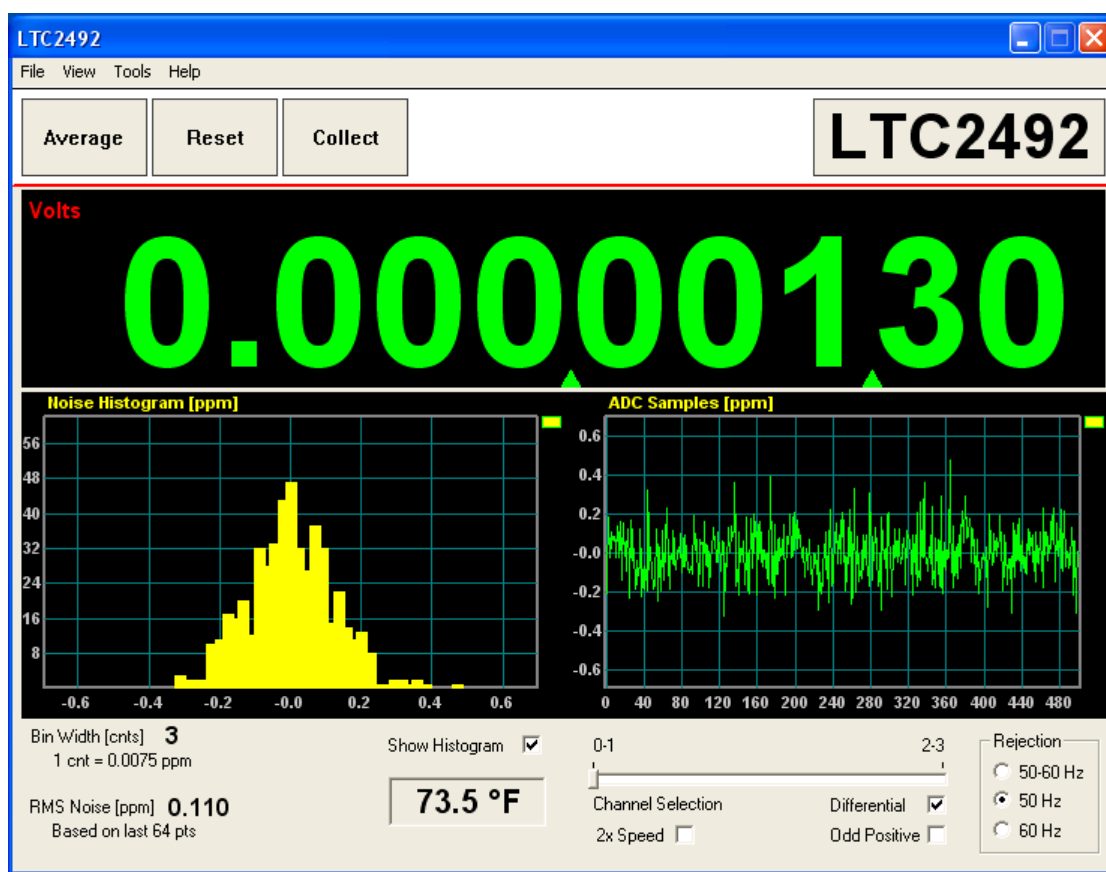 LTC2492
File View Tools Help
Average Reset Collect LTC2492
Volts
0.00000130
Noise Histogram [ppm]
56
48
40
32
24
16
8
-0.6 -0.4 -0.2 -0.0 0.2 0.4 0.6
ADC Samples [ppm]
0.6
0.4
0.2
-0.0
-0.2
-0.4
-0.6
0 40 80 120 160 200 240 280 320 360 400 440 480
Bin Width [cnts] 3
1 cnt = 0.0075 ppm
RMS Noise [ppm] 0.110
Based on last 64 pts
Show Histogram
73.5 °F
0-1 2-3
Channel Selection
2x Speed
Differential
Odd Positive
Rejection
50-60 Hz
50 Hz
60 Hz